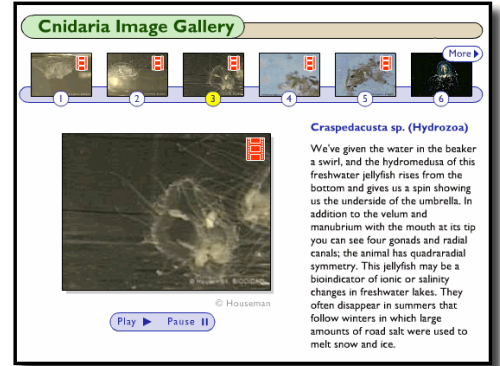 Cnidaria Image Gallery
More
1 2 3 4 5 6
Craspedacusta sp. (Hydrozoa)
We've given the water in the beaker
a swirl, and the hydromedusa of this
freshwater jellyfish rises from the
bottom and gives us a spin showing
us the underside of the umbrella. In
addition to the velum and
manubrium with the mouth at its tip
you can see four gonads and radial
canals; the animal has quadraradial
symmetry. This jellyfish may be a
bioindicator of ionic or salinity
changes in freshwater lakes. They
often disappear in summers that
follow winters in which large
amounts of road salt were used to
melt snow and ice.
© Houseman
Play Pause